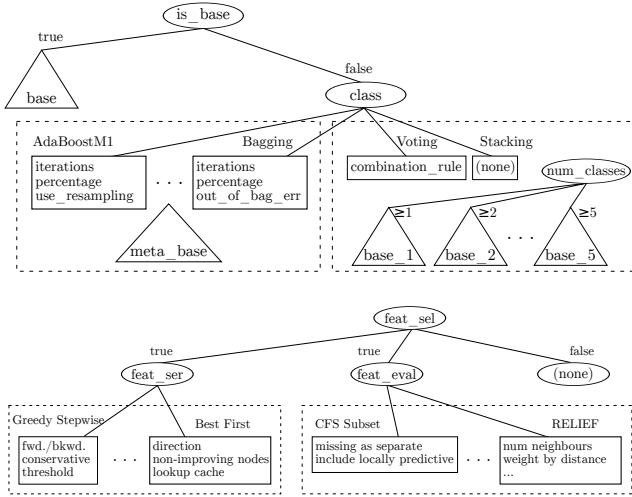 is_base
true
false
base
class
AdaBoostM1
Bagging
Voting
Stacking
iterations
percentage
use_resampling
. . .
iterations
percentage
out_of_bag_err
combination_rule
(none)
num_classes
meta_base
≥1
≥2
≥5
base_1
base_2
. . .
base_5
feat_sel
true
true
false
feat_ser
feat_eval
(none)
Greedy Stepwise
Best First
CFS Subset
RELIEF
fwd./bkwd.
conservative
threshold
. . .
direction
non-improving nodes
lookup cache
missing as separate
include locally predictive
. . .
num neighbours
weight by distance
...